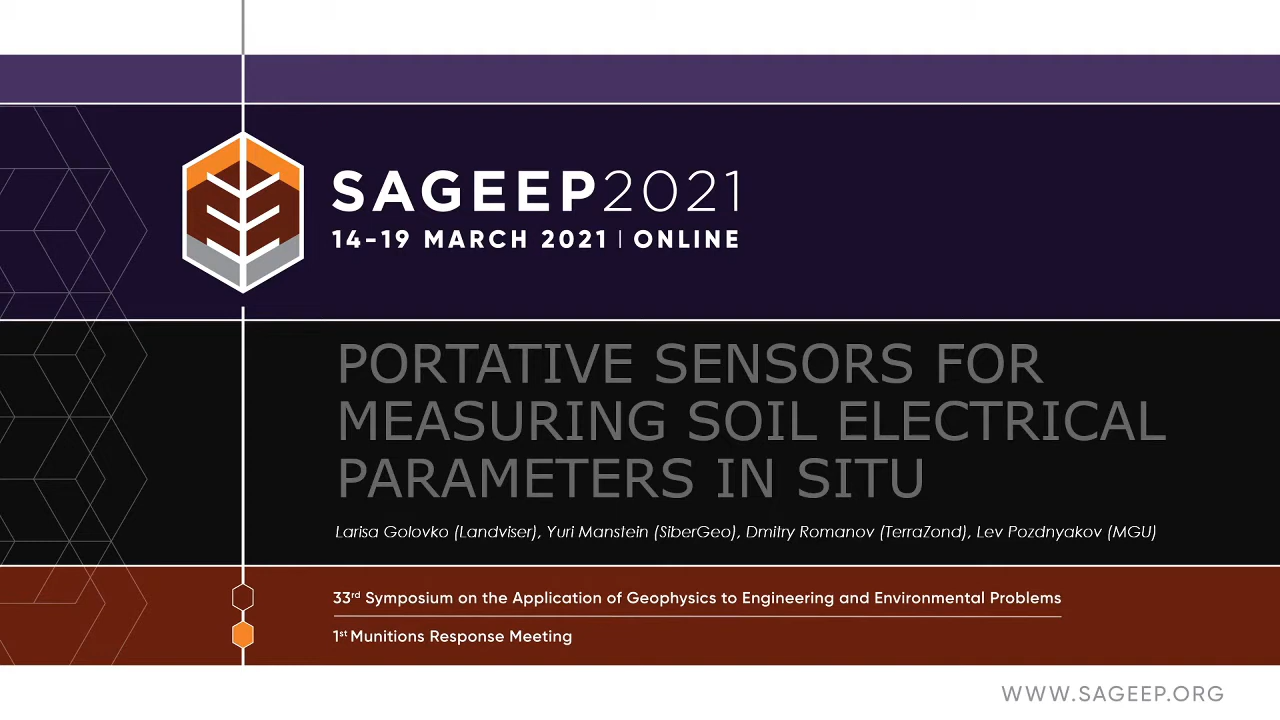 SAGEEP2021
14-19 MARCH 2021 | ONLINE
PORTATIVE SENSORS FOR
MEASURING SOIL ELECTRICAL
PARAMETERS IN SITU
Larisa Golovko (Landviser), Yuri Manstein (SiberGeo), Dmitry Romanov (TerraZond), Lev Pozdnyakov (MGU)
33rd Symposium on the Application of Geophysics to Engineering and Environmental Problems
1st Munitions Response Meeting
WWW.SAGEEP.ORG